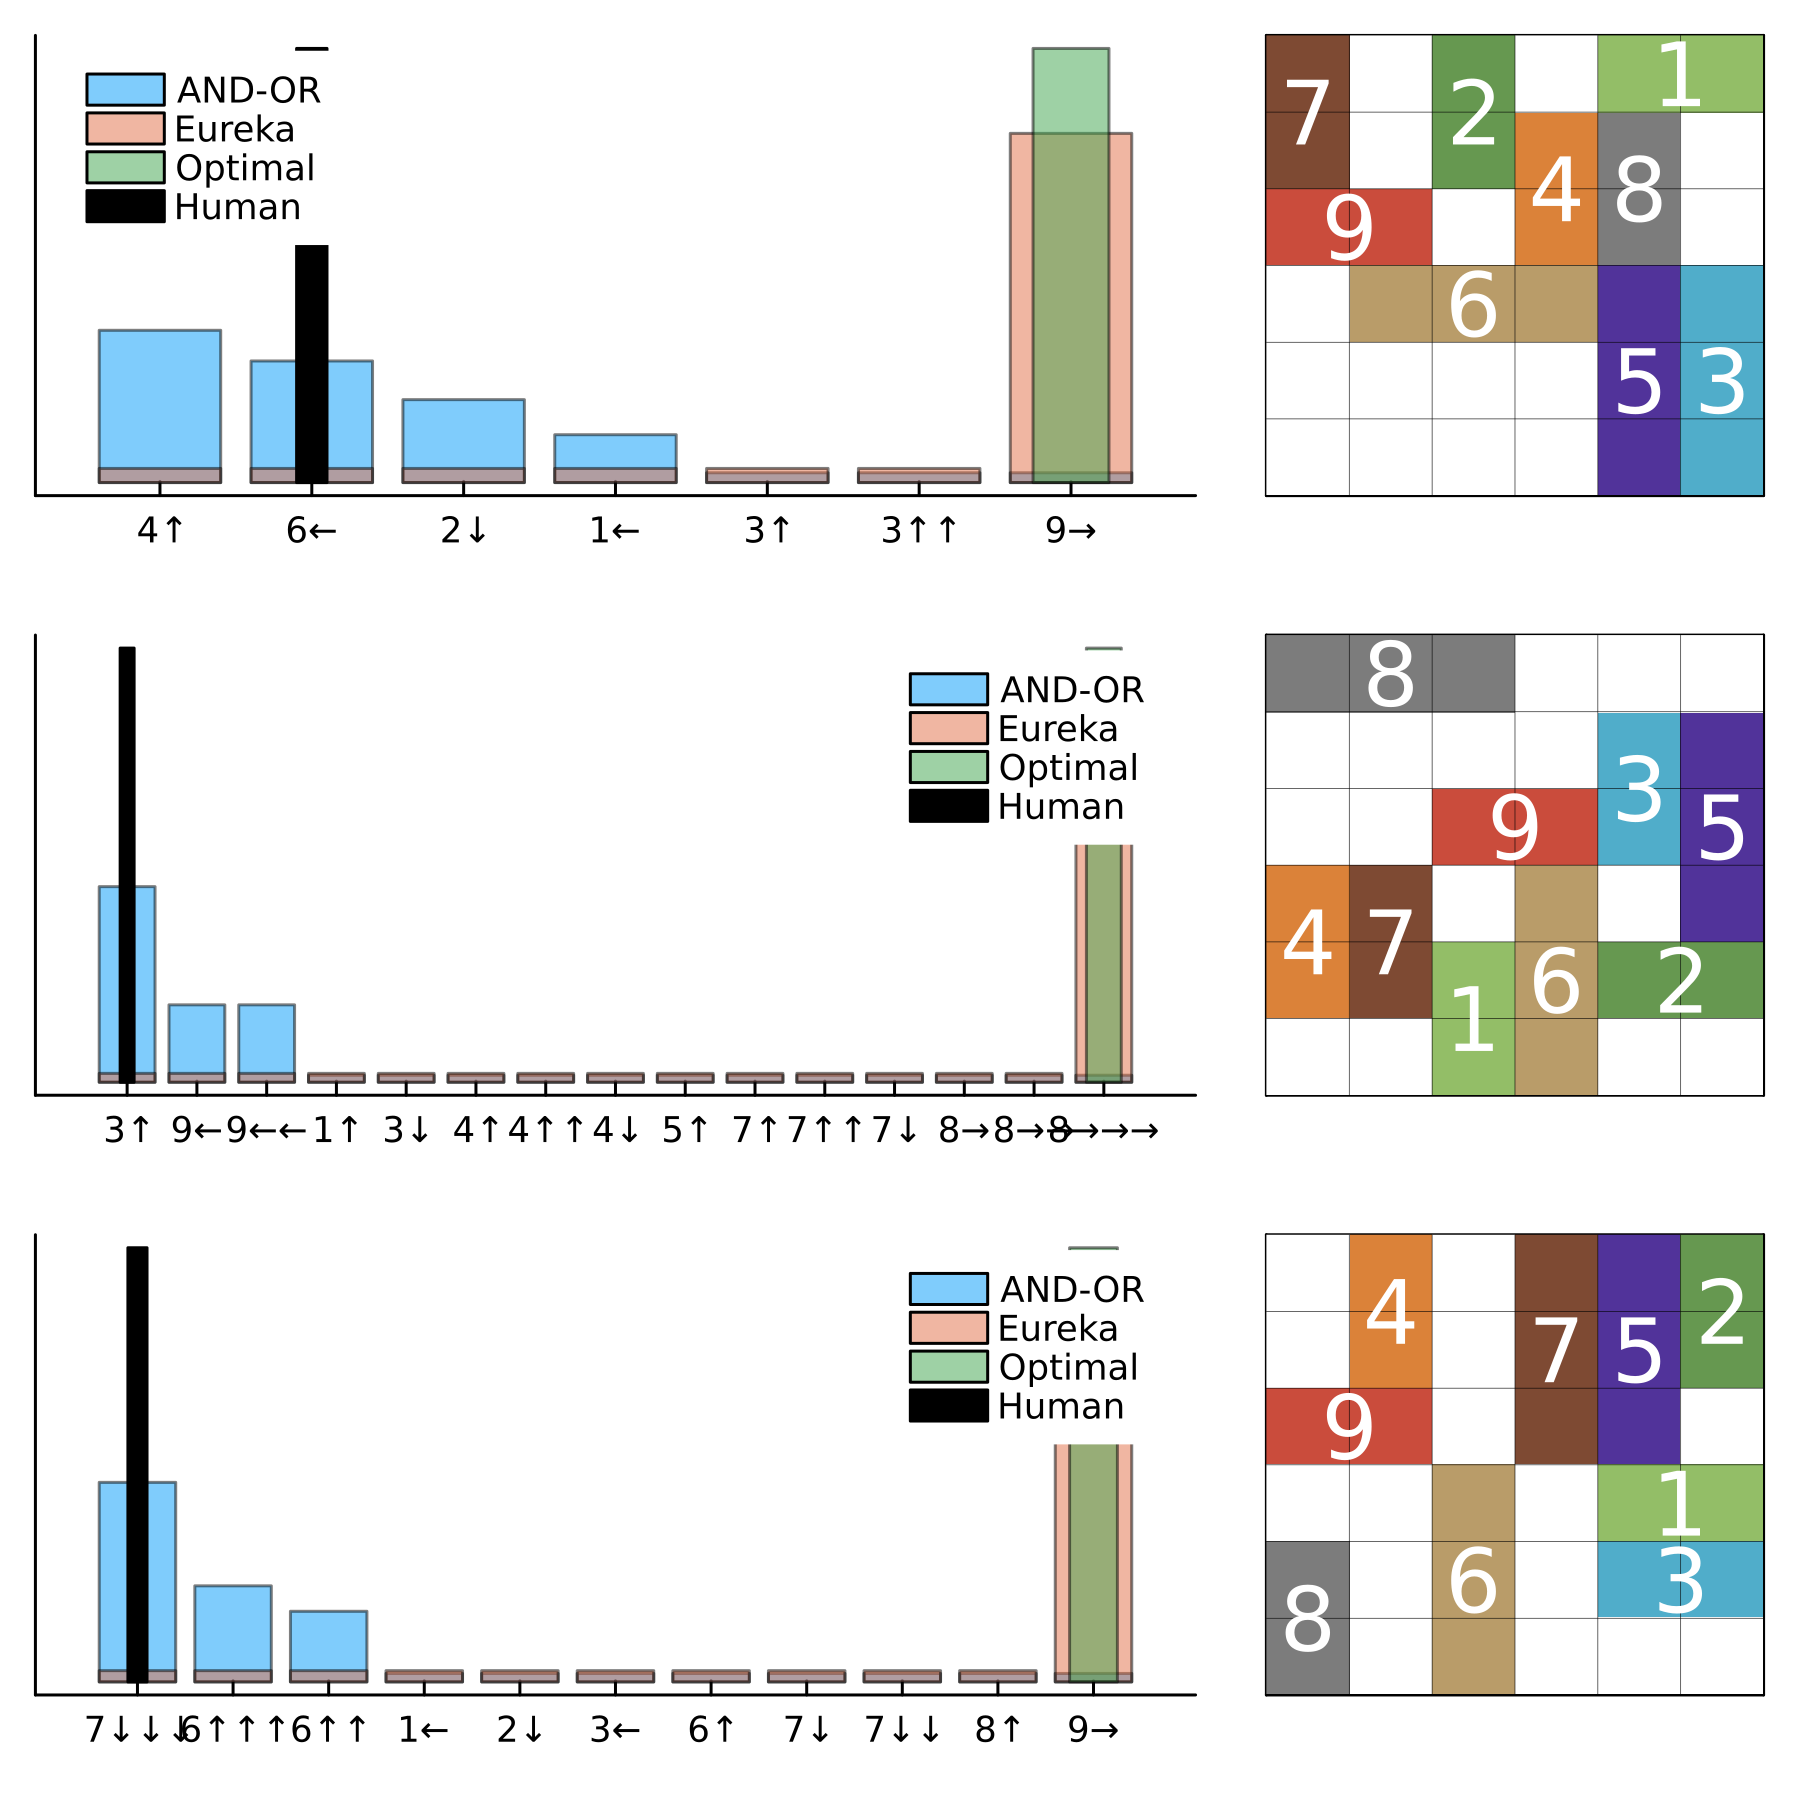 AND-OR
Eureka
Optimal
Human
4↑ 6← 2↓ 1← 3↑ 3↑↑ 9→
7 2 1
4 8
9
6
5 3
AND-OR
Eureka
Optimal
Human
3↑ 9← 9←← 1↑ 3↓ 4↑ 4↑↑ 4↓ 5↑ 7↑ 7↑↑ 7↓ 8→ 8→→ 8→→→
8
3
9 5
4 7
1 6 2
AND-OR
Eureka
Optimal
Human
7↓↓↓ 6↑↑↑ 6↑↑ 1← 2↓ 3← 6↑ 7↓ 7↓↓ 8↑ 9→
4 2
7 5
9
1
6 3
8